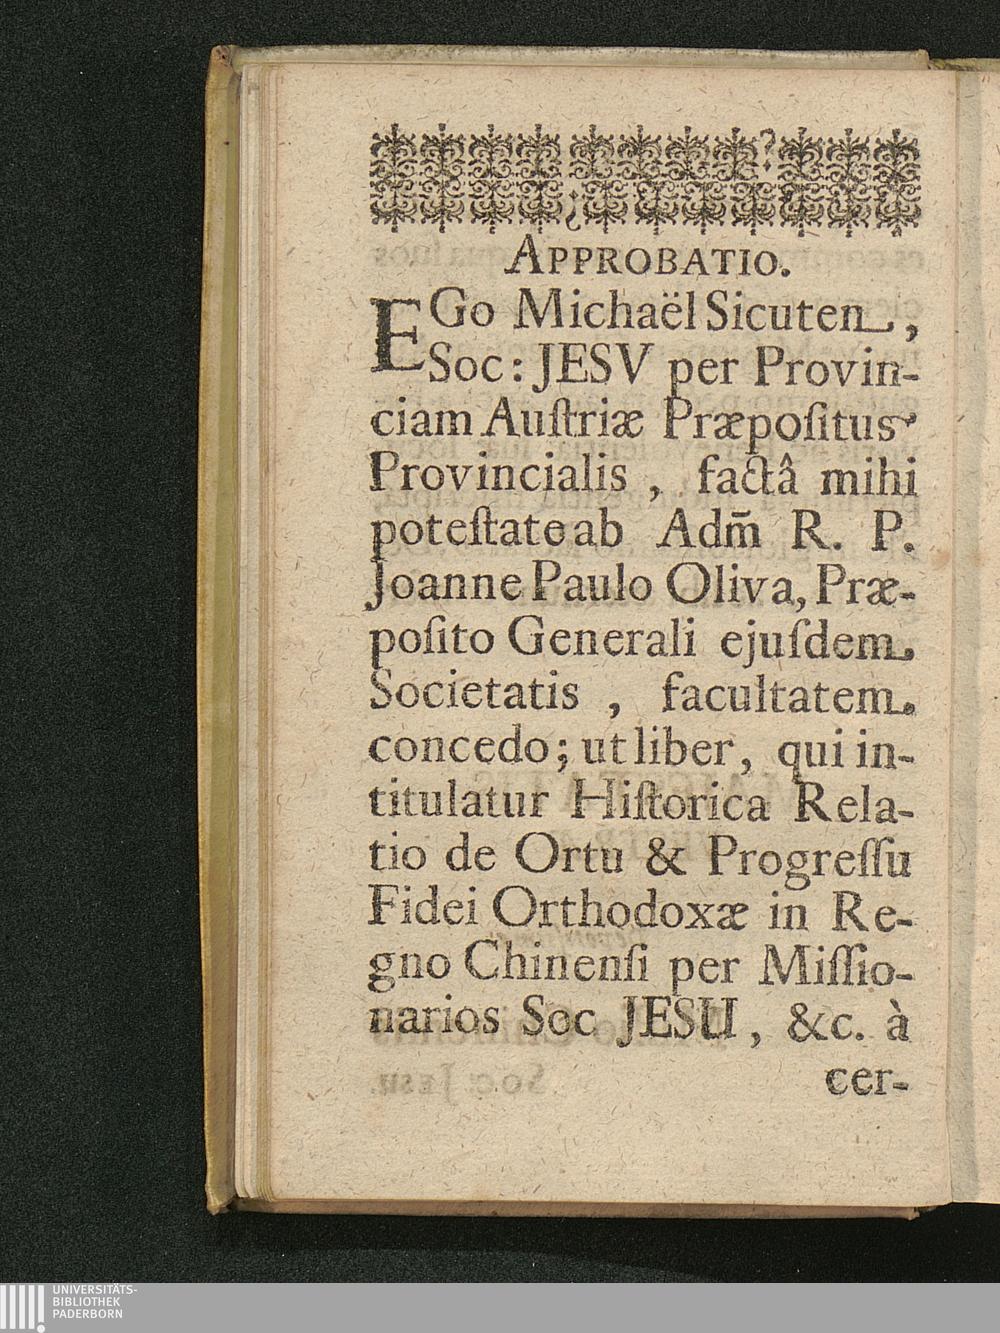 APPROBATIO.
EGo Michaël Sicuten,
Soc: JESV per Provin-
ciam Auſtriæ Præpoſitus
Provincialis , factâ mihi
poteſtate ab Adm̄ R. P.
Joanne Paulo Oliva, Præ-
poſito Generali ejuſdem
Societatis , facultatem
concedo; ut liber, qui in-
titulatur Hiſtorica Rela-
tio de Ortu & Progreſſu
Fidei Orthodoxæ in Re-
gno Chinenſi per Miſſio-
narios Soc JESU, &c. à
cer-
UNIVERSITÄTS-
BIBLIOTHEK
PADERBORN